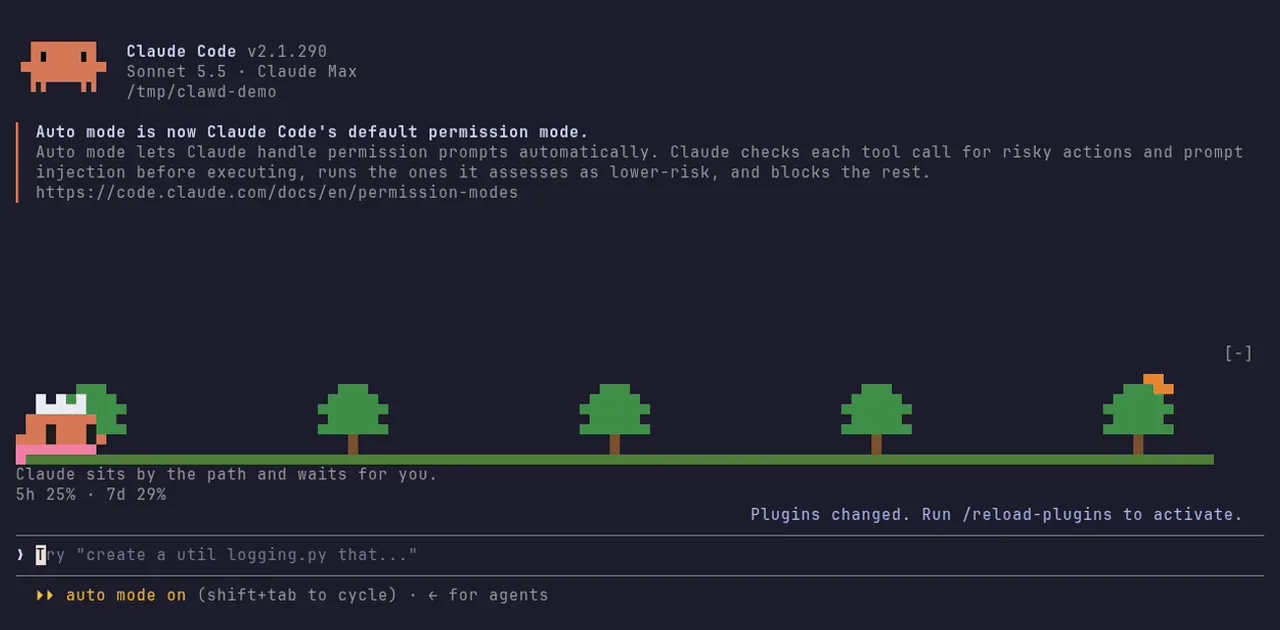 Claude Code v2.1.290
Sonnet 5.5 · Claude Max
/tmp/clawd-demo
Auto mode is now Claude Code's default permission mode.
Auto mode lets Claude handle permission prompts automatically. Claude checks each tool call for risky actions and prompt
injection before executing, runs the ones it assesses as lower-risk, and blocks the rest.
https://code.claude.com/docs/en/permission-modes
[-]
Claude sits by the path and waits for you.
5h 25% · 7d 29%
Plugins changed. Run /reload-plugins to activate.
❯ Try "create a util logging.py that..."
⏵⏵ auto mode on (shift+tab to cycle) · ← for agents